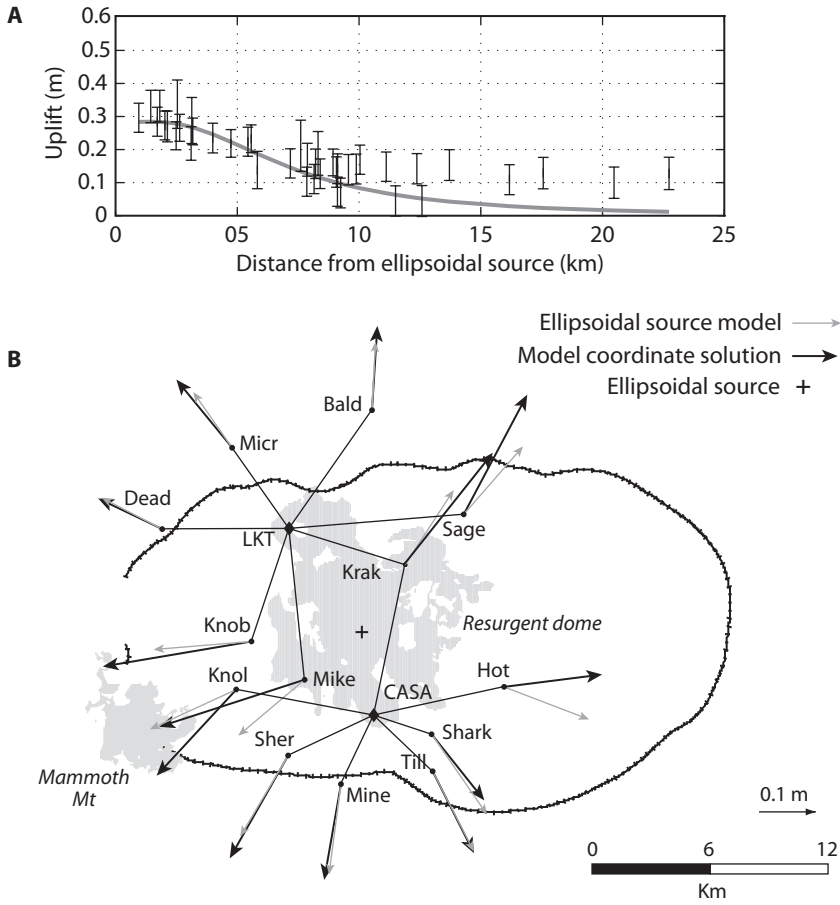 A
0.6
0.5
0.4
0.3
0.2
0.1
0
Uplift (m)
0 05 10 15 20 25
Distance from ellipsoidal source (km)
B
Ellipsoidal source model
Model coordinate solution
Ellipsoidal source +
Bald
Micr
Dead
LKT
Sage
Krak
Knob
Resurgent dome
Knol
Mike
CASA
Hot
Shark
Sher
Till
Mine
Mammoth
Mt
0.1 m
0 6 12
Km